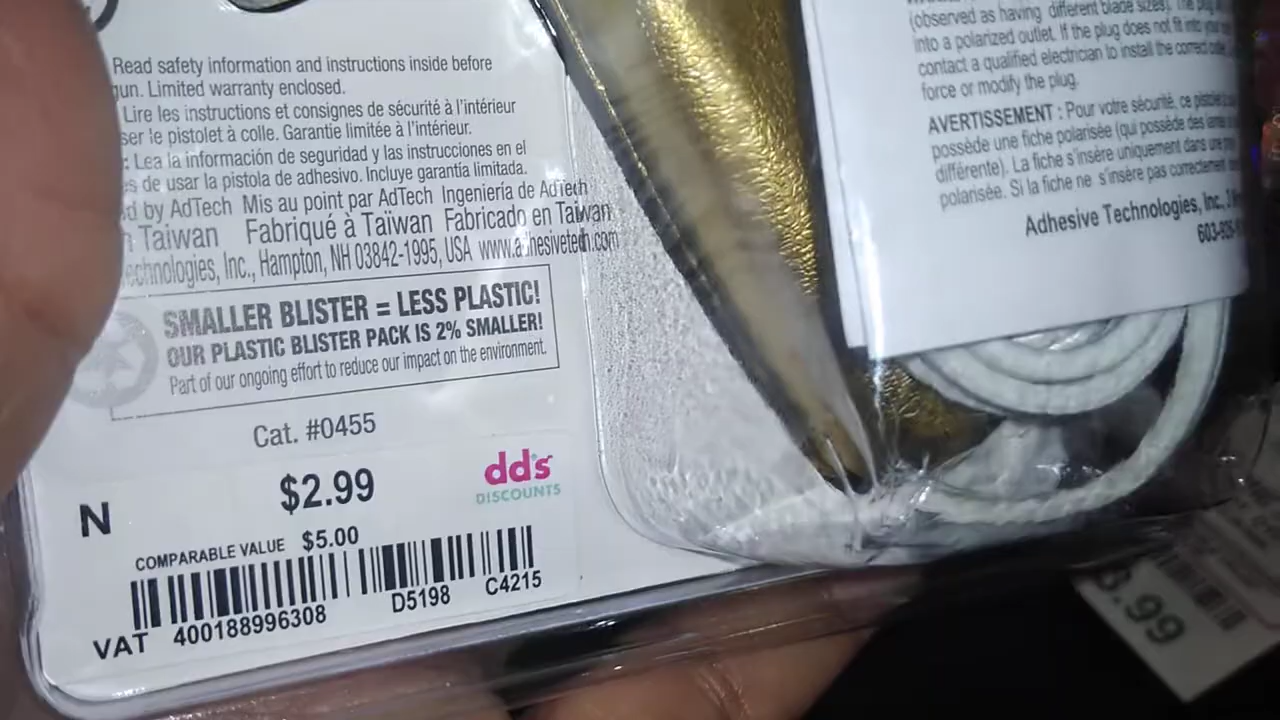 Read safety information and instructions inside before
gun. Limited warranty enclosed.
Lire les instructions et consignes de sécurité à l'intérieur
ser le pistolet à colle. Garantie limitée à l'intérieur.
: Lea la información de seguridad y las instrucciones en el
s de usar la pistola de adhesivo. Incluye garantía limitada.
d by AdTech Mis au point par AdTech Ingeniería de AdTech
n Taiwan Fabriqué à Taïwan Fabricado en Taiwan
echnologies, Inc., Hampton, NH 03842-1995, USA www.adhesivetech.com
SMALLER BLISTER = LESS PLASTIC!
OUR PLASTIC BLISTER PACK IS 2% SMALLER!
Part of our ongoing effort to reduce our impact on the environment.
Cat. #0455
N
$2.99
dd's
DISCOUNTS
COMPARABLE VALUE $5.00
VAT 400188996308 D5198 C4215
(observed as having different blade sizes). The plug
into a polarized outlet. If the plug does not fit into your
contact a qualified electrician to install the correct
force or modify the plug.
AVERTISSEMENT : Pour votre sécurité, ce pistolet
possède une fiche polarisée (qui possède des
différente). La fiche s'insère uniquement dans une
polarisée. Si la fiche ne s'insère pas correctement
Adhesive Technologies, Inc.,
.99